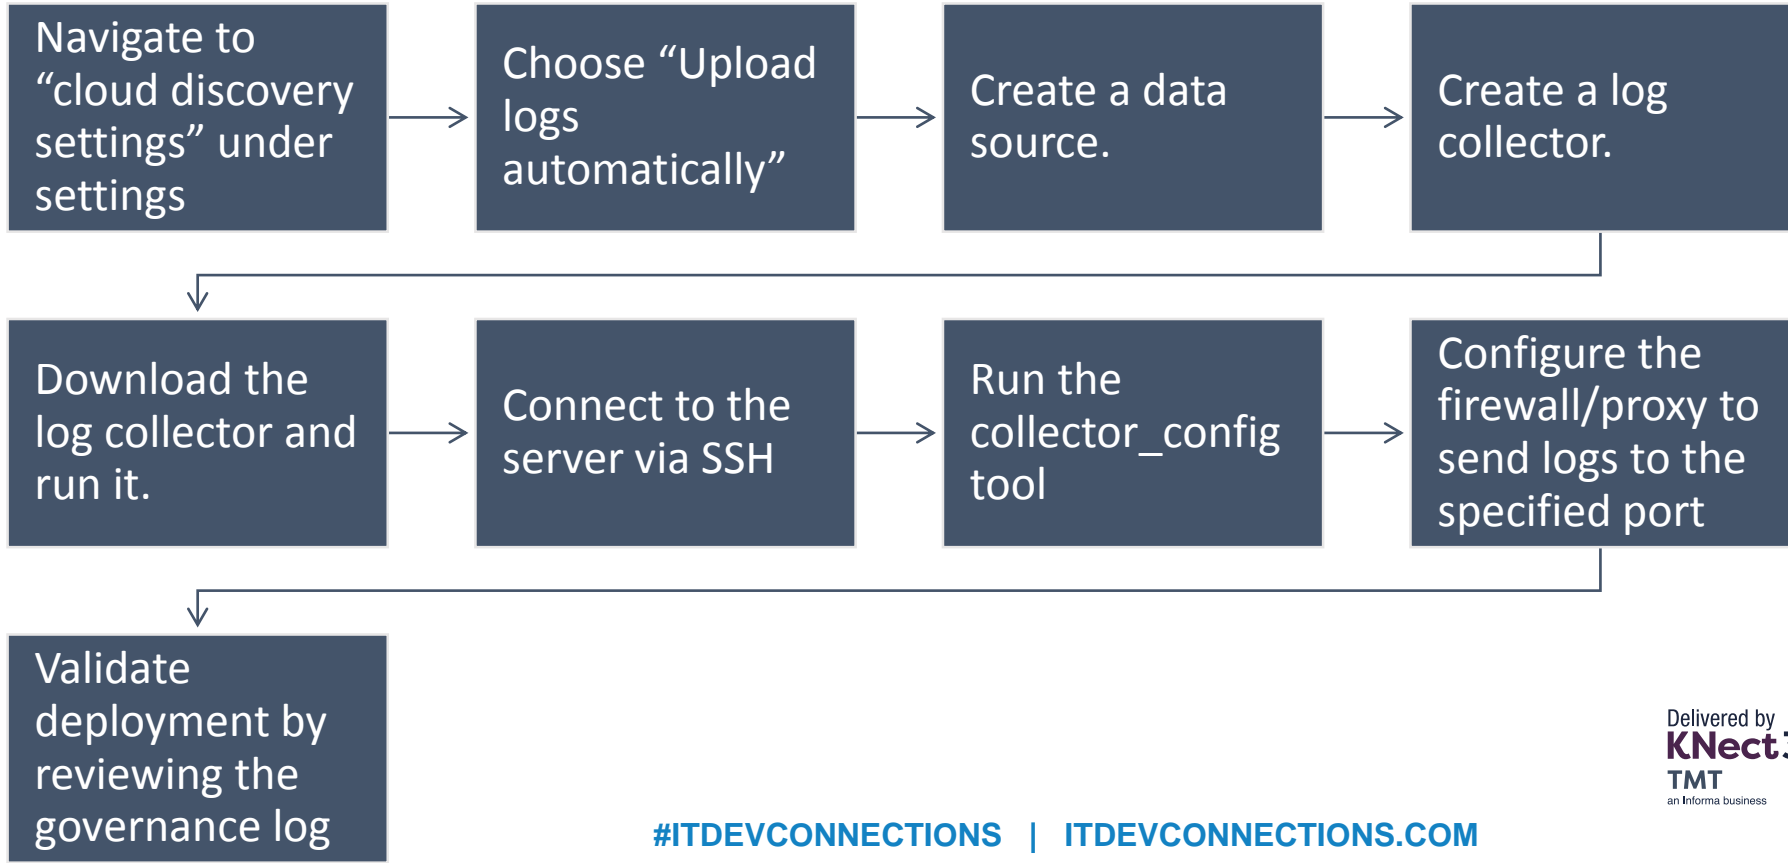 Navigate to
“cloud discovery
settings” under
settings
Choose “Upload
logs
automatically”
Create a data
source.
Create a log
collector.
Download the
log collector and
run it.
Connect to the
server via SSH
Run the
collector_config
tool
Configure the
firewall/proxy to
send logs to the
specified port
Validate
deployment by
reviewing the
governance log
Delivered by
KNect
TMT
an Informa business
#ITDEVCONNECTIONS | ITDEVCONNECTIONS.COM